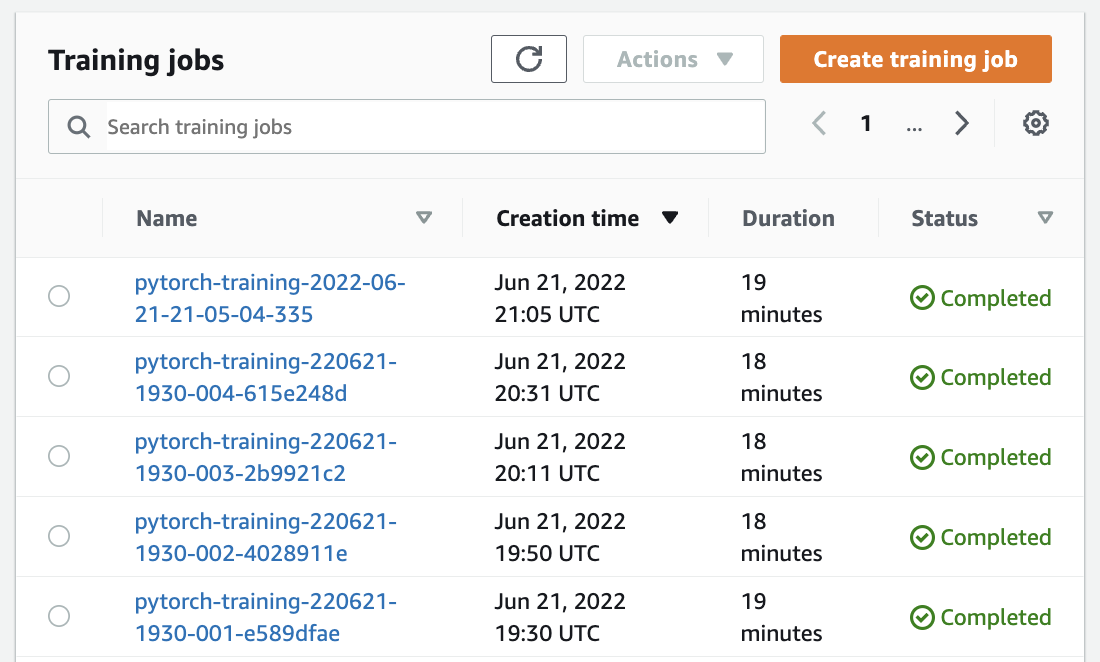 Training jobs
Actions
Create training job
Search training jobs
1 ...
Name Creation time Duration Status
pytorch-training-2022-06- Jun 21, 2022 19
21-21-05-04-335 21:05 UTC minutes Completed
pytorch-training-220621- Jun 21, 2022 18
1930-004-615e248d 20:31 UTC minutes Completed
pytorch-training-220621- Jun 21, 2022 18
1930-003-2b9921c2 20:11 UTC minutes Completed
pytorch-training-220621- Jun 21, 2022 18
1930-002-4028911e 19:50 UTC minutes Completed
pytorch-training-220621- Jun 21, 2022 19
1930-001-e589dfae 19:30 UTC minutes Completed